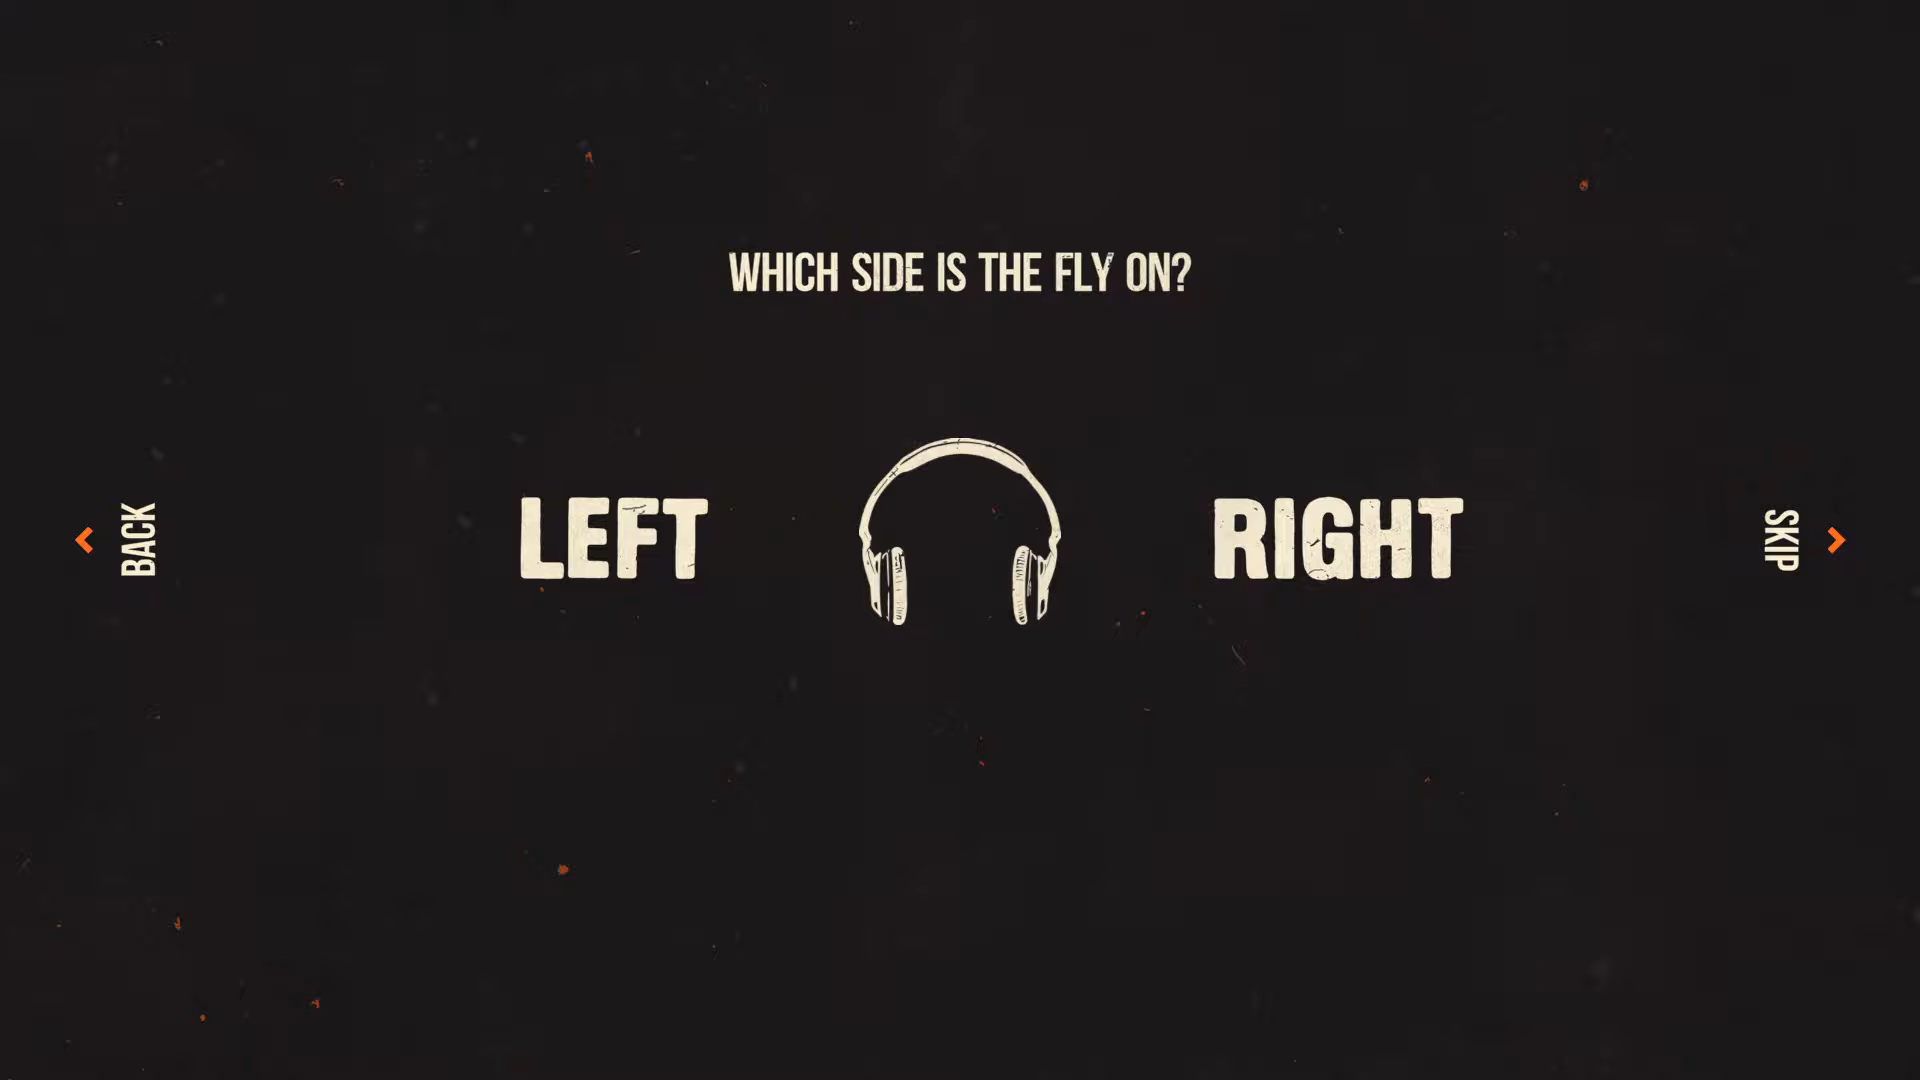 WHICH SIDE IS THE FLY ON?
BACK
LEFT
RIGHT
SKIP